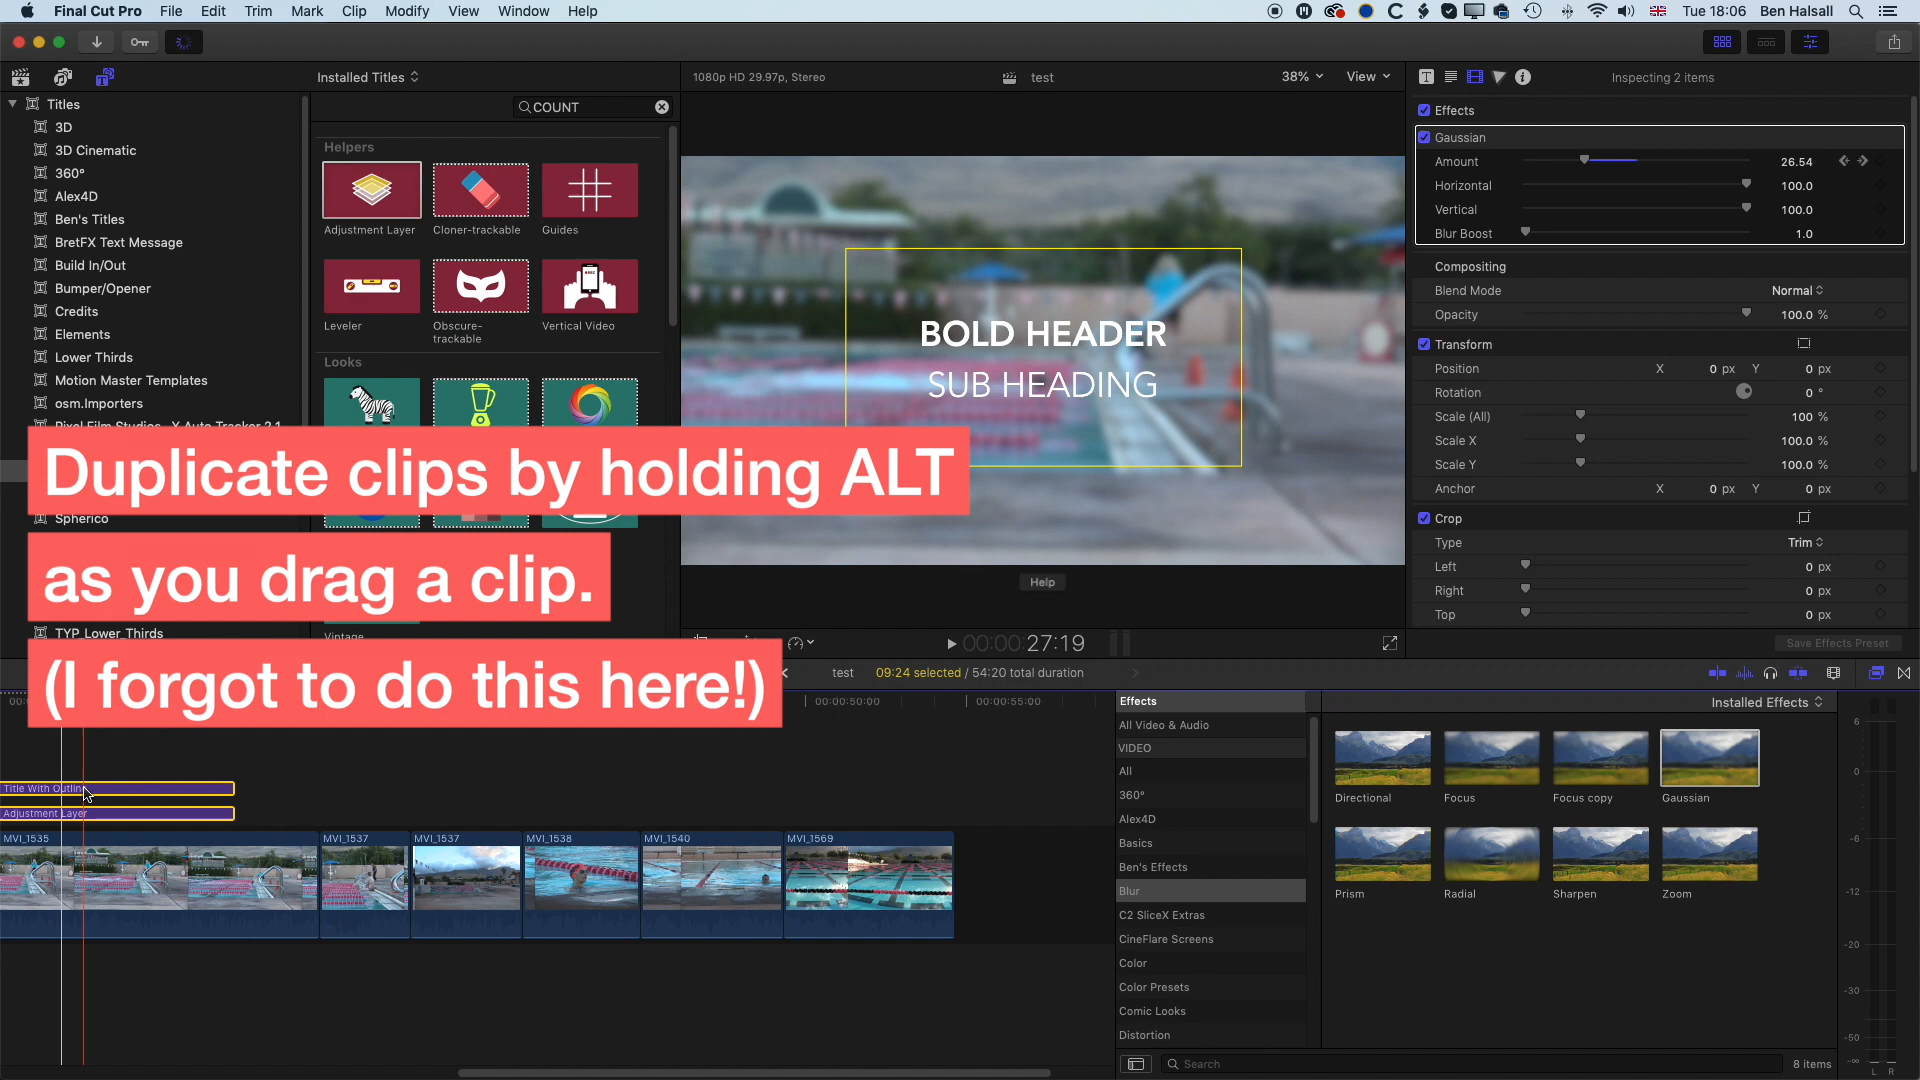 Final Cut Pro File Edit Trim Mark Clip Modify View Window Help Tue 18:06 Ben Halsall
Installed Titles
1080p HD 29.97p, Stereo
test
38%
View
Inspecting 2 items
Titles
3D
3D Cinematic
360°
Alex4D
Ben's Titles
BretFX Text Message
Build In/Out
Bumper/Opener
Credits
Elements
Lower Thirds
Motion Master Templates
osm.Importers
Spherico
TYP_Lower_Thirds
COUNT
Helpers
Adjustment Layer
Cloner-trackable
Guides
Leveler
Obscure-
trackable
Vertical Video
Looks
BOLD HEADER
SUB HEADING
Help
Effects
Gaussian
Amount 26.54
Horizontal 100.0
Vertical 100.0
Blur Boost 1.0
Compositing
Blend Mode Normal
Opacity 100.0 %
Transform
Position X 0 px Y 0 px
Rotation 0 °
Scale (All) 100 %
Scale X 100.0 %
Scale Y 100.0 %
Anchor X 0 px Y 0 px
Crop
Type Trim
Left 0 px
Right 0 px
Top 0 px
Save Effects Preset
Duplicate clips by holding ALT
as you drag a clip.
(I forgot to do this here!)
00:00:27:19
test
09:24 selected / 54:20 total duration
00:00:50:00
00:00:55:00
Title With Outline
Adjustment Layer
MVI_1535
MVI_1537
MVI_1537
MVI_1538
MVI_1540
MVI_1569
Effects
Installed Effects
All Video & Audio
VIDEO
All
360°
Alex4D
Basics
Ben's Effects
Blur
C2 SliceX Extras
CineFlare Screens
Color
Color Presets
Comic Looks
Distortion
Directional
Focus
Focus copy
Gaussian
Prism
Radial
Sharpen
Zoom
Search
8 items
6
0
-6
-12
-20
-30
-50
-∞
L R